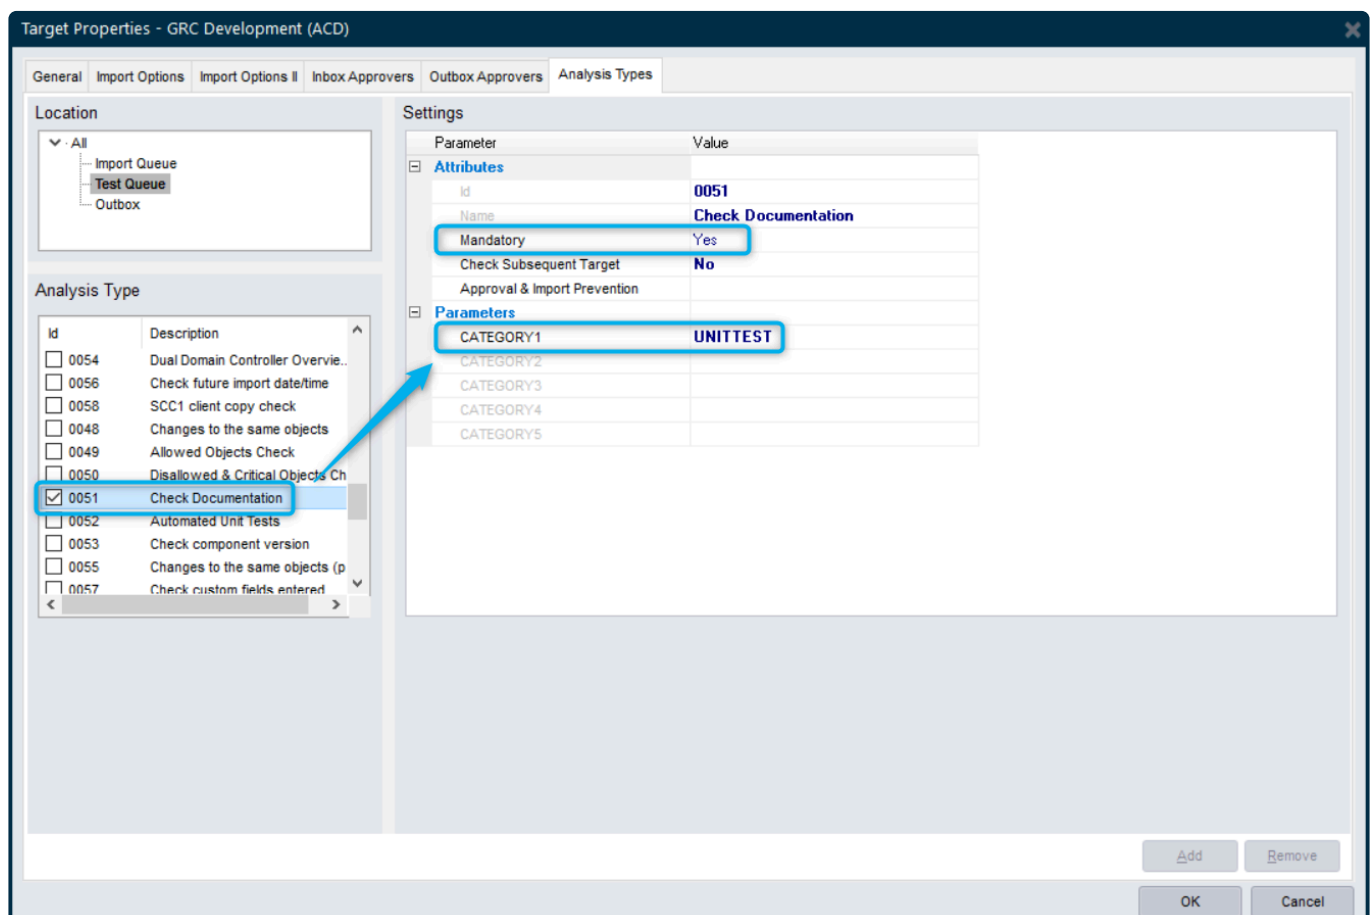 Target Properties - GRC Development (ACD)
General Import Options Import Options II Inbox Approvers Outbox Approvers Analysis Types
Location
All
Import Queue
Test Queue
Outbox
Analysis Type
Id Description
0054 Dual Domain Controller Overvie..
0056 Check future import date/time
0058 SCC1 client copy check
0048 Changes to the same objects
0049 Allowed Objects Check
0050 Disallowed & Critical Objects Ch
0051 Check Documentation
0052 Automated Unit Tests
0053 Check component version
0055 Changes to the same objects (p
0057 Check custom fields entered
Settings
Parameter Value
Attributes
Id 0051
Name Check Documentation
Mandatory Yes
Check Subsequent Target No
Approval & Import Prevention
Parameters
CATEGORY1 UNITTEST
CATEGORY2
CATEGORY3
CATEGORY4
CATEGORY5
Add Remove
OK Cancel